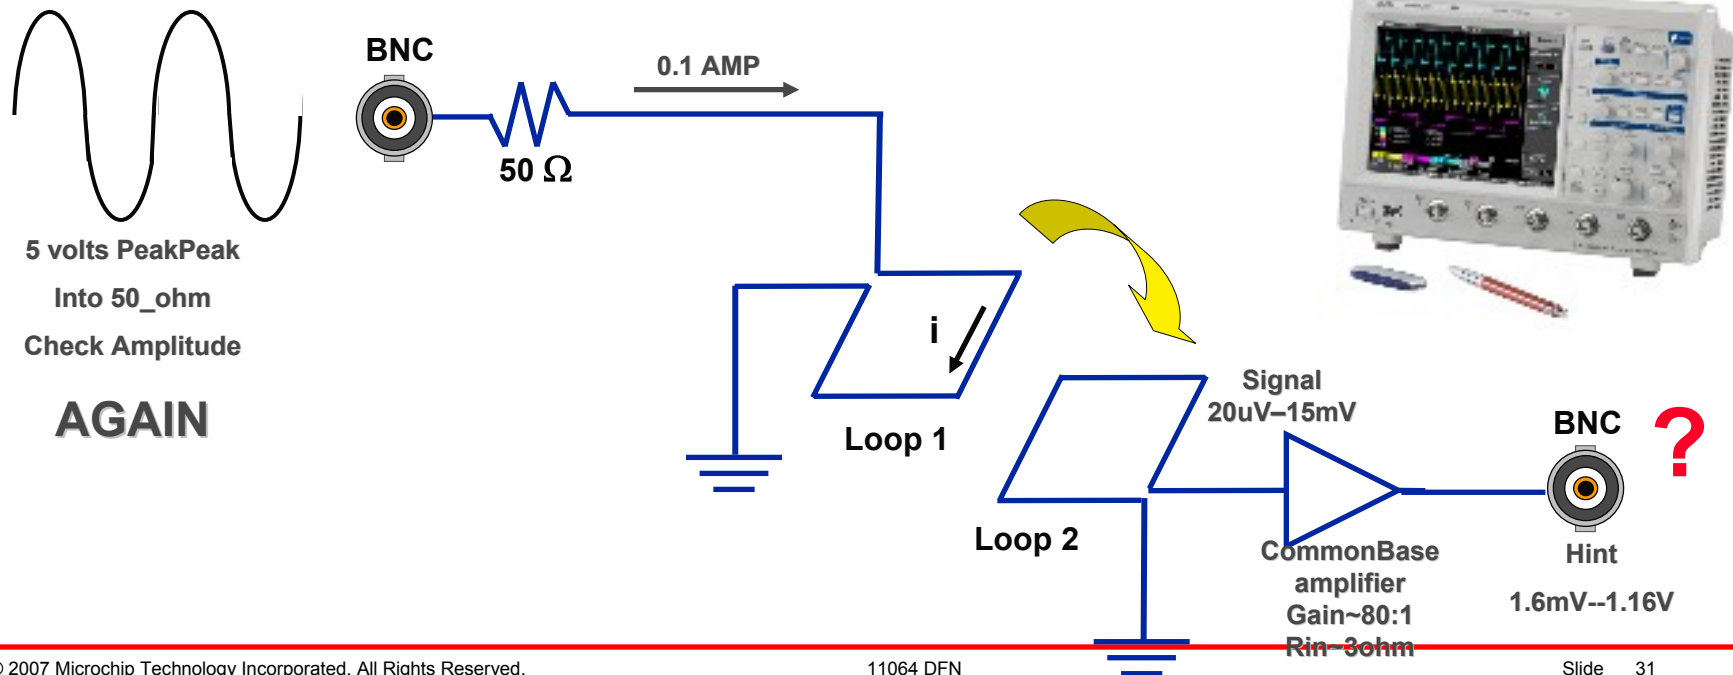 BNC
0.1 AMP
50 Ω
5 volts PeakPeak
Into 50_ohm
Check Amplitude
AGAIN
i
Loop 1
Signal
20uV–15mV
Loop 2
CommonBase
amplifier
Gain~80:1
Rin~3ohm
BNC
?
Hint
1.6mV--1.16V
© 2007 Microchip Technology Incorporated. All Rights Reserved.
11064 DFN
Slide 31